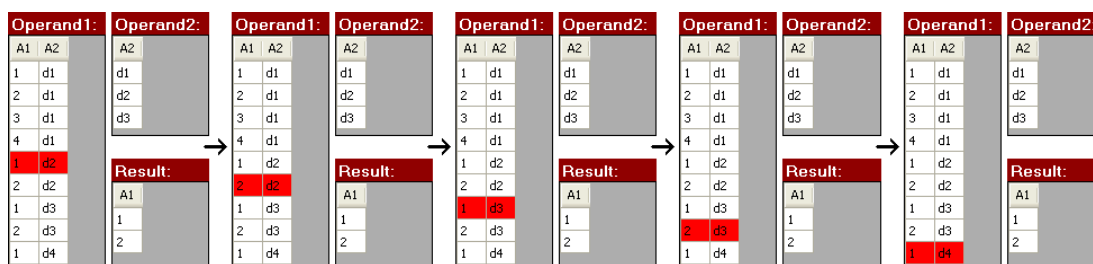 Operand1:
A1 A2
1 d1
2 d1
3 d1
4 d1
1 d2
2 d2
1 d3
2 d3
1 d4
Operand2:
A2
d1
d2
d3
Result:
A1
1
2
→
Operand1:
A1 A2
1 d1
2 d1
3 d1
4 d1
1 d2
2 d2
1 d3
2 d3
1 d4
Operand2:
A2
d1
d2
d3
Result:
A1
1
2
→
Operand1:
A1 A2
1 d1
2 d1
3 d1
4 d1
1 d2
2 d2
1 d3
2 d3
1 d4
Operand2:
A2
d1
d2
d3
Result:
A1
1
2
→
Operand1:
A1 A2
1 d1
2 d1
3 d1
4 d1
1 d2
2 d2
1 d3
2 d3
1 d4
Operand2:
A2
d1
d2
d3
Result:
A1
1
2
→
Operand1:
A1 A2
1 d1
2 d1
3 d1
4 d1
1 d2
2 d2
1 d3
2 d3
1 d4
Operand2
A2
d1
d2
d3
Result:
A1
1
2